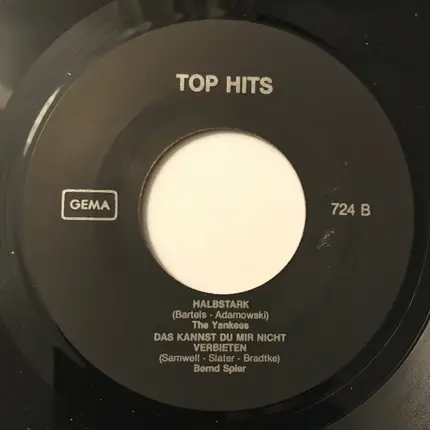 TOP HITS
GEMA
724 B
HALBSTARK
(Bartels - Adamowski)
The Yankees
DAS KANNST DU MIR NICHT
VERBIETEN
(Samwell - Slater - Bradtke)
Bernd Spier